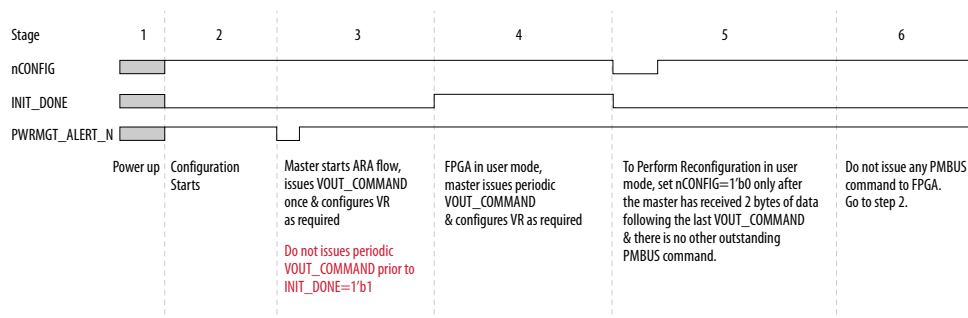 Stage 1 2 3 4 5 6
nCONFIG
INIT_DONE
PWRMGT_ALERT_N
Power up
Configuration
Starts
Master starts ARA flow,
issues VOUT_COMMAND
once & configures VR
as required
Do not issues periodic
VOUT_COMMAND prior to
INIT_DONE=1'b1
FPGA in user mode,
master issues periodic
VOUT_COMMAND
& configures VR as required
To Perform Reconfiguration in user
mode, set nCONFIG=1'b0 only after
the master has received 2 bytes of data
following the last VOUT_COMMAND
& there is no other outstanding
PMBUS command.
Do not issue any PMBUS
command to FPGA.
Go to step 2.